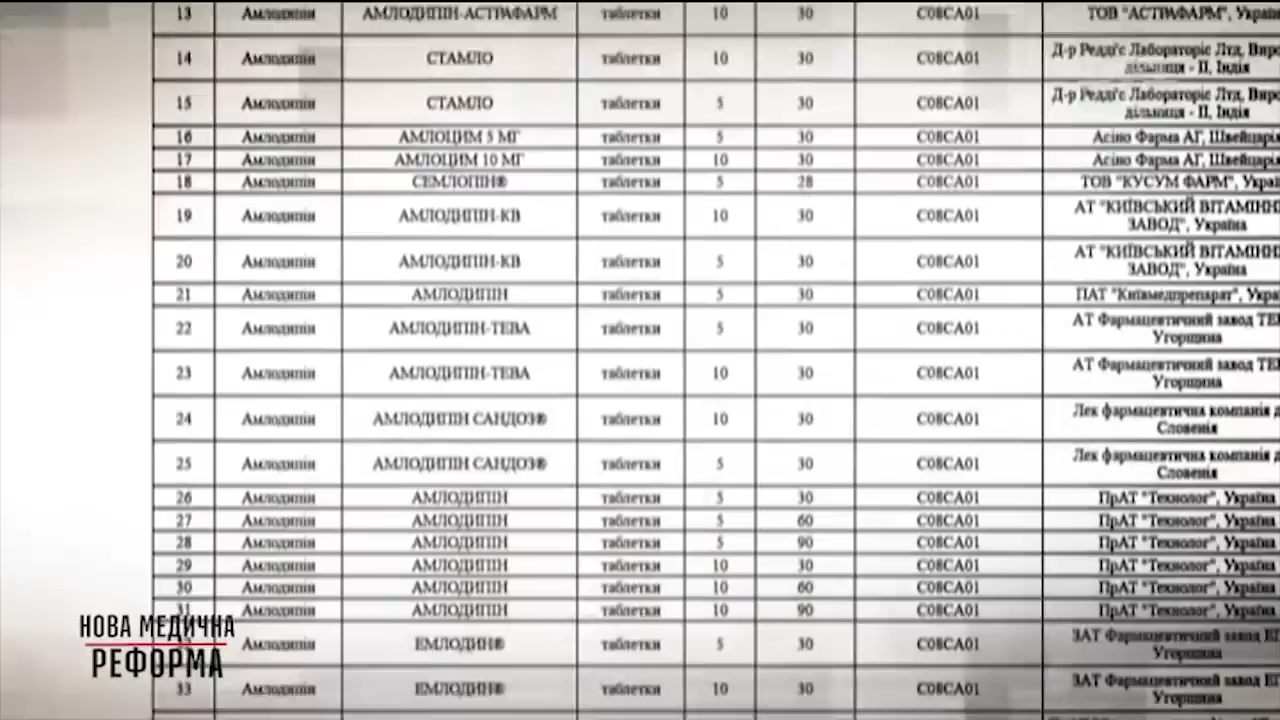 13 Амлодипін АМЛОДИПІН-АСТРАФАРМ таблетки 10 30 C08CA01 ТОВ "АСТРАФАРМ",
14 Амлодипін СТАМЛО таблетки 10 30 C08CA01 Д-р Редді'с Лабораторіс Лтд,
дільниця - II, Індія
15 Амлодипін СТАМЛО таблетки 5 30 C08CA01 Д-р Редді'с Лабораторіс Лтд,
дільниця - II, Індія
16 Амлодипін АМЛОЦИМ 5 МГ таблетки 5 30 C08CA01 Асіно Фарма АГ,
17 Амлодипін АМЛОЦИМ 10 МГ таблетки 10 30 C08CA01 Асіно Фарма АГ,
18 Амлодипін СЕМЛОПІН® таблетки 5 28 C08CA01 ТОВ "КУСУМ ФАРМ",
19 Амлодипін АМЛОДИПІН-КВ таблетки 10 30 C08CA01 АТ "КИЇВСЬКИЙ
ЗАВОД", Україна
20 Амлодипін АМЛОДИПІН-КВ таблетки 5 30 C08CA01 АТ "КИЇВСЬКИЙ
ЗАВОД", Україна
21 Амлодипін АМЛОДИПІН таблетки 5 30 C08CA01 ПАТ "Київмедпрепарат",
22 Амлодипін АМЛОДИПІН-ТЕВА таблетки 5 30 C08CA01 АТ Фармацевтичний завод
Угорщина
23 Амлодипін АМЛОДИПІН-ТЕВА таблетки 10 30 C08CA01 АТ Фармацевтичний завод
Угорщина
24 Амлодипін АМЛОДИПІН САНДОЗ® таблетки 10 30 C08CA01 Лек фармацевтична компанія
Словенія
25 Амлодипін АМЛОДИПІН САНДОЗ® таблетки 5 30 C08CA01 Лек фармацевтична компанія
Словенія
26 Амлодипін АМЛОДИПІН таблетки 5 30 C08CA01 ПрАТ "Технолог", Україна
27 Амлодипін АМЛОДИПІН таблетки 5 60 C08CA01 ПрАТ "Технолог", Україна
28 Амлодипін АМЛОДИПІН таблетки 5 90 C08CA01 ПрАТ "Технолог", Україна
29 Амлодипін АМЛОДИПІН таблетки 10 30 C08CA01 ПрАТ "Технолог", Україна
30 Амлодипін АМЛОДИПІН таблетки 10 60 C08CA01 ПрАТ "Технолог", Україна
31 Амлодипін АМЛОДИПІН таблетки 10 90 C08CA01 ПрАТ "Технолог", Україна
Амлодипін ЕМЛОДИН® таблетки 5 30 C08CA01 ЗАТ Фармацевтичний завод
Угорщина
33 Амлодипін ЕМЛОДИН® таблетки 10 30 C08CA01 ЗАТ Фармацевтичний завод
Угорщина
НОВА МЕДИЧНА
РЕФОРМА